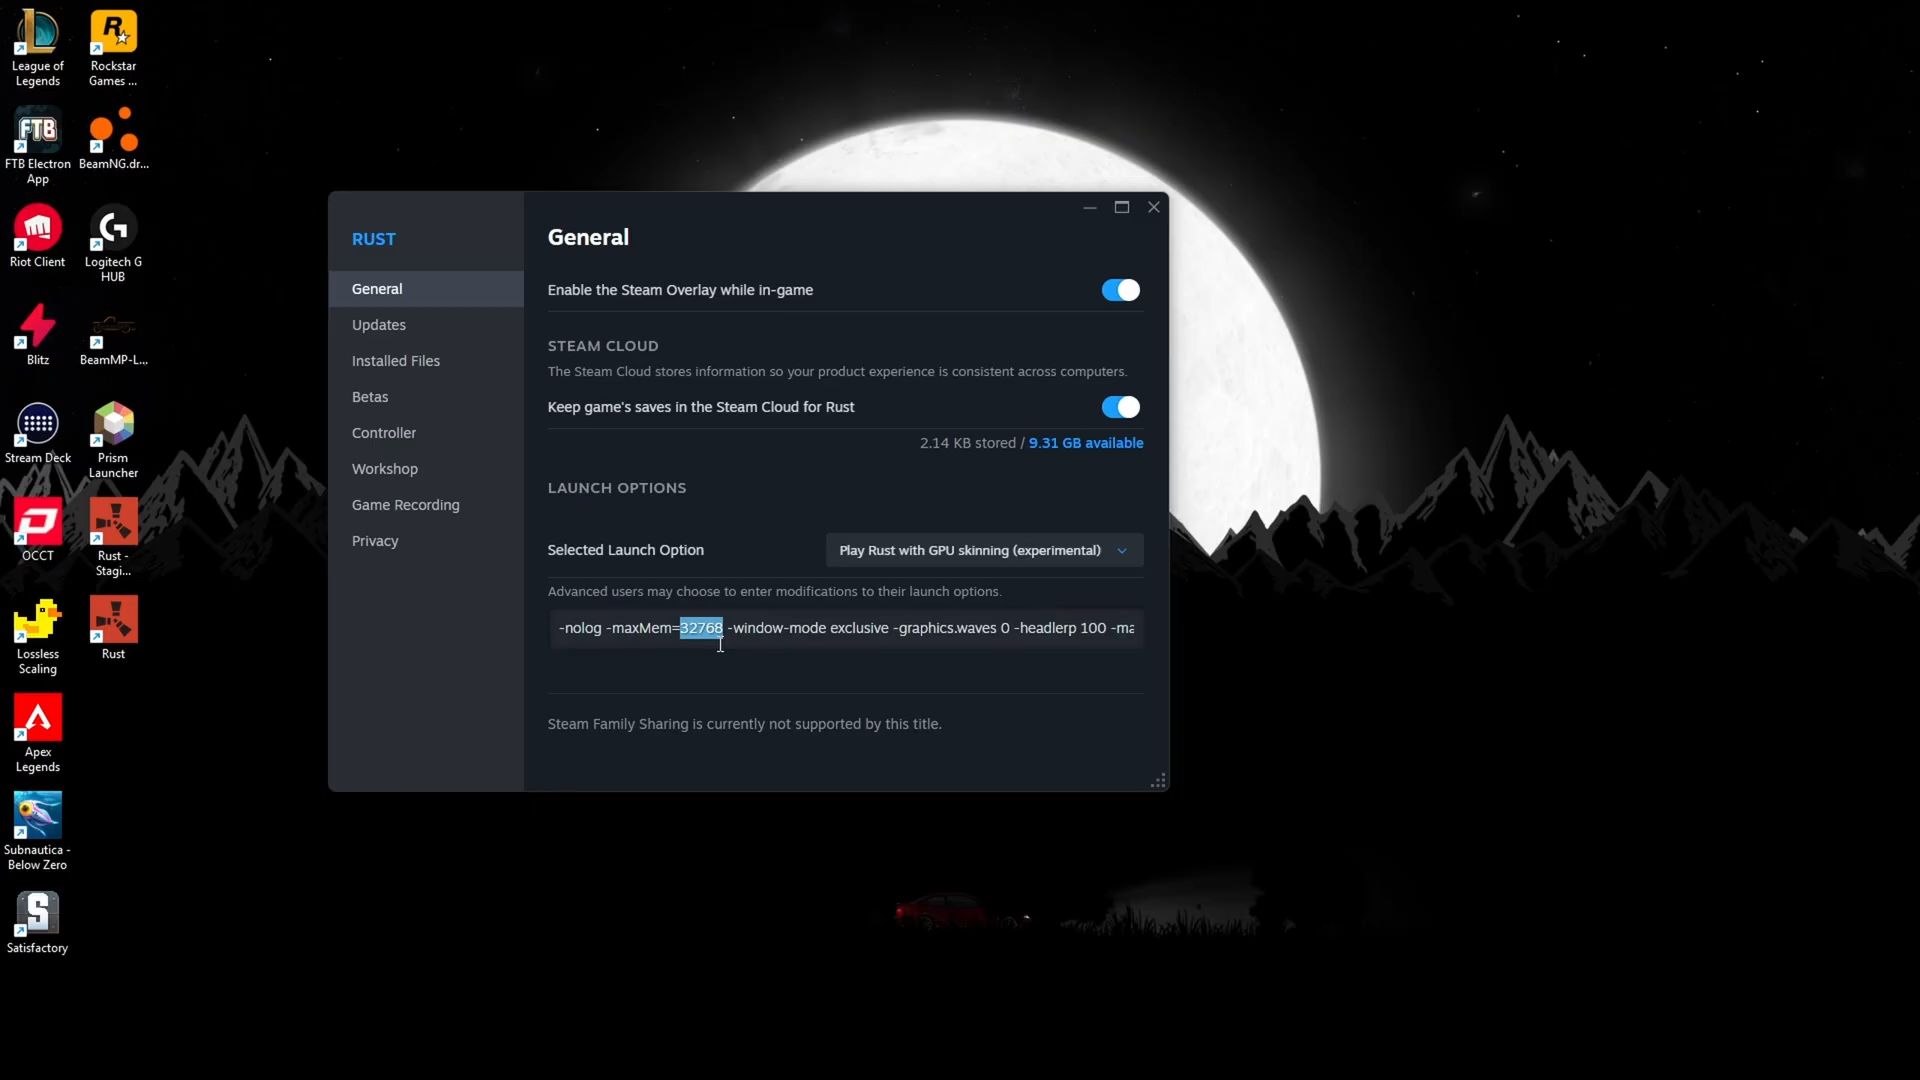 League of
Legends
Rockstar
Games ...
FTB
FTB Electron
App
BeamNG.dr...
Riot Client
Logitech G
HUB
Blitz
BeamMP-L...
Stream Deck
Prism
Launcher
OCCT
Rust -
Stagi...
Lossless
Scaling
Rust
Apex
Legends
Subnautica -
Below Zero
Satisfactory
RUST
General
Updates
Installed Files
Betas
Controller
Workshop
Game Recording
Privacy
General
Enable the Steam Overlay while in-game
STEAM CLOUD
The Steam Cloud stores information so your product experience is consistent across computers.
Keep game's saves in the Steam Cloud for Rust
2.14 KB stored / 9.31 GB available
LAUNCH OPTIONS
Selected Launch Option
Play Rust with GPU skinning (experimental)
Advanced users may choose to enter modifications to their launch options.
-nolog -maxMem=32768 -window-mode exclusive -graphics.waves 0 -headlerp 100 -ma
Steam Family Sharing is currently not supported by this title.